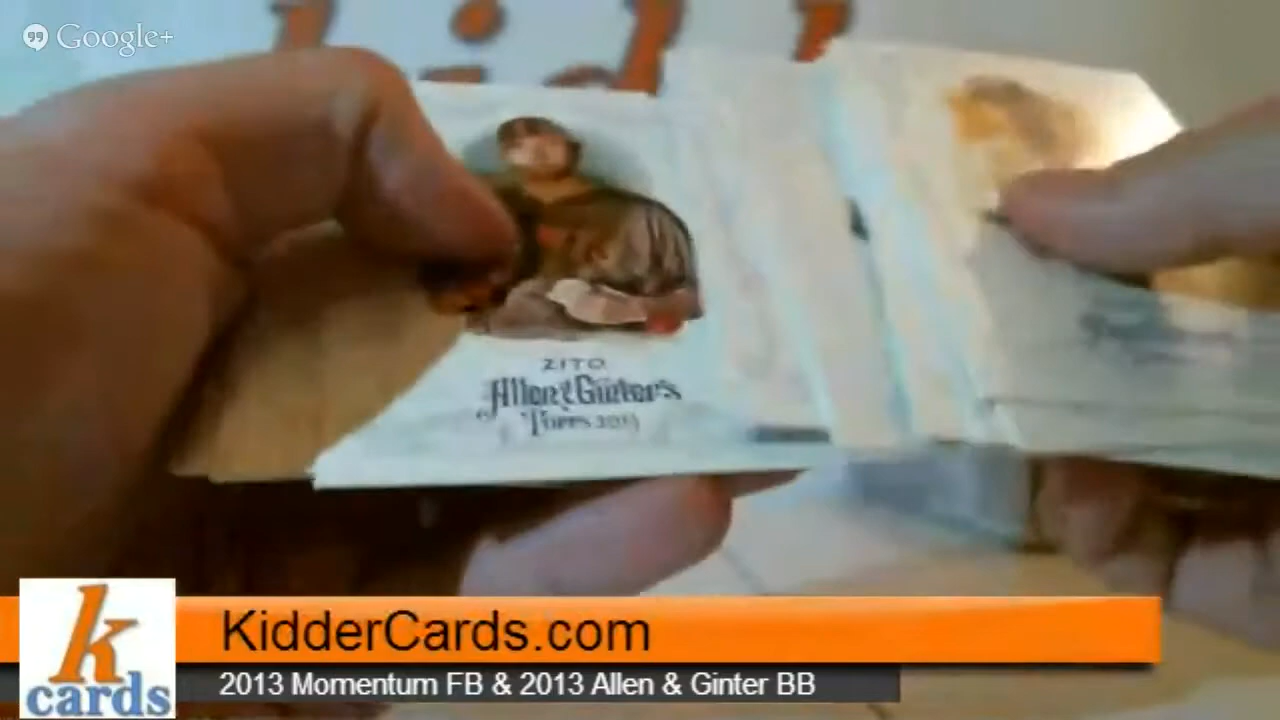 Google+
ZITO
Allen & Ginter's
Topps 2013
KidderCards.com
2013 Momentum FB & 2013 Allen & Ginter BB
k
cards